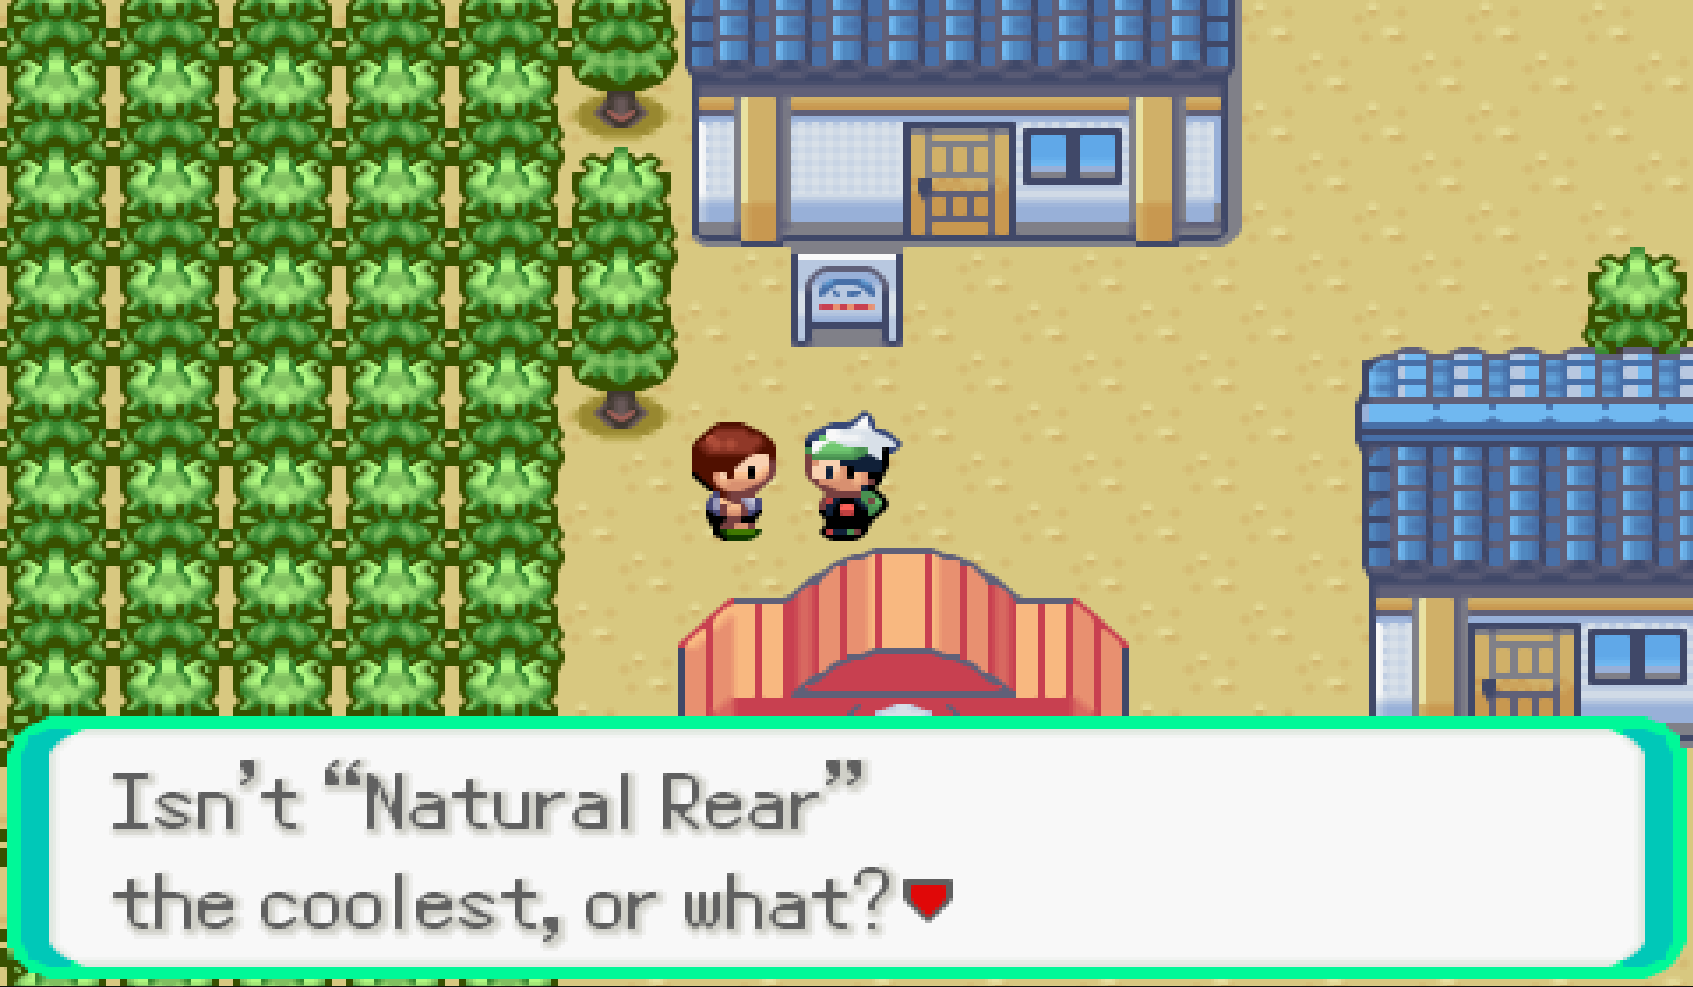 Isn't “Natural Rear”
the coolest, or what?